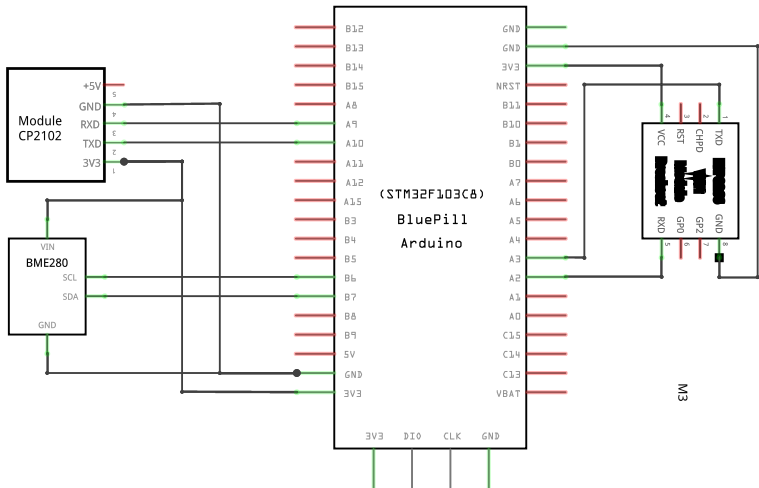 Module
CP2102
+5V
5
GND
4
RXD
3
TXD
2
3V3
1
BME280
VIN
SCL
SDA
GND
B12
B13
B14
B15
A8
A9
A10
A11
A12
A15
B3
B4
B5
B6
B7
B8
B9
5V
GND
3V3
(STM32F103C8)
BluePill
Arduino
GND
GND
3V3
NRST
B11
B10
B1
B0
A7
A6
A5
A4
A3
A2
A1
A0
C15
C14
C13
VBAT
3V3 DIO CLK GND
4 3 2 1
VCC RST CHPD TXD
RXD GP0 GP2 GND
5 6 7 8
M3